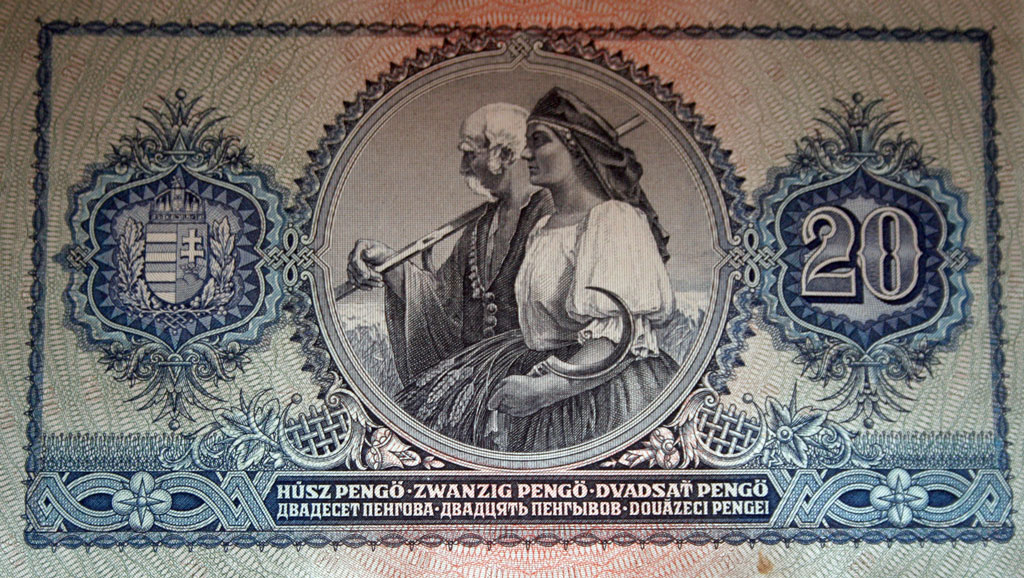 20
HÚSZ PENGŐ · ZWANZIG PENGŐ · DVADSAŤ PENGŐ
ДВАДЕСЕТ ПЕНГОВА · ДВАДЦЯТЬ ПЕНГЫВОВ · DOUĂZECI PENGEI